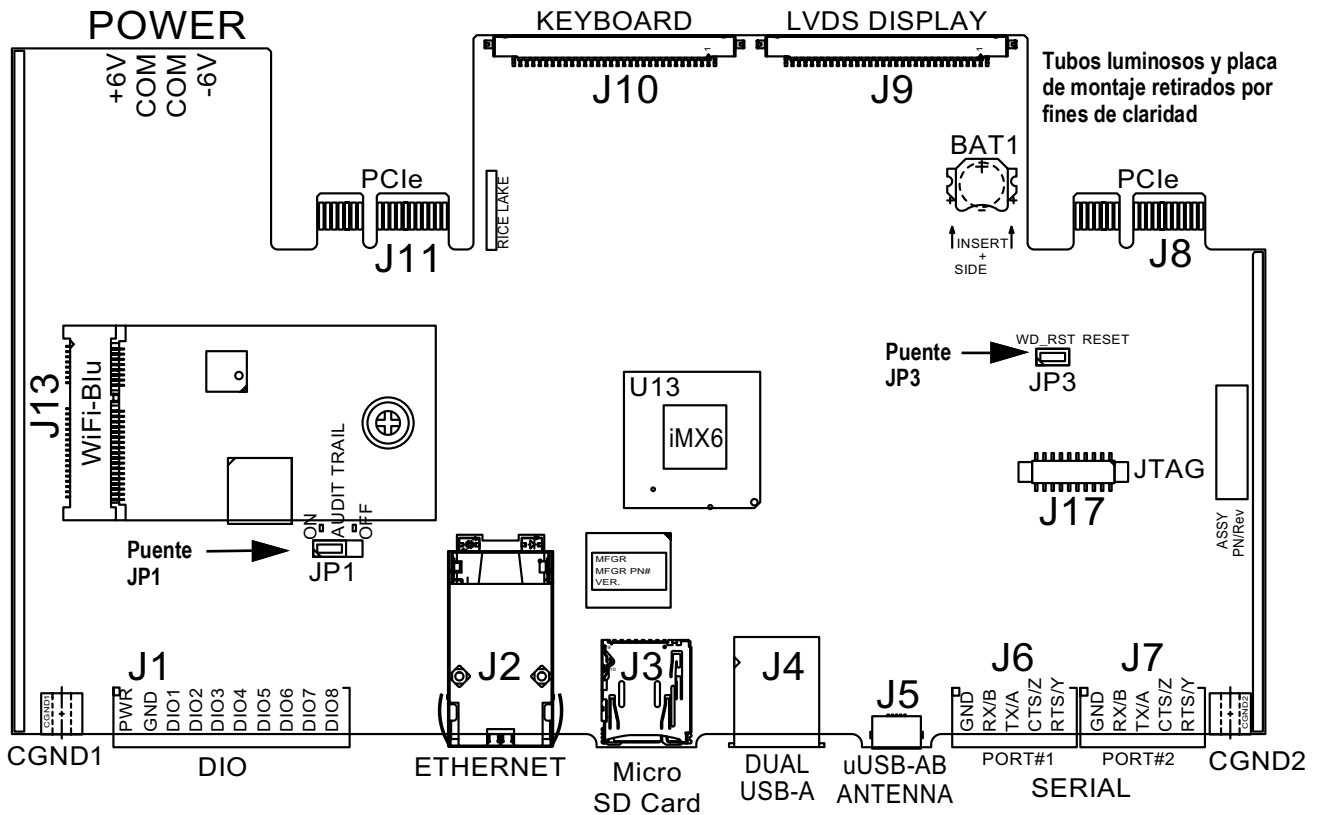 POWER
+6V
COM
COM
-6V
KEYBOARD
J10
LVDS DISPLAY
J9
1
1
Tubos luminosos y placa
de montaje retirados por
fines de claridad
BAT1
+
-
+
+
INSERT
+
SIDE
PCIe
J11
RICE LAKE
PCIe
J8
J13
WiFi-Blu
ON
AUDIT TRAIL
OFF
Puente
JP1
JP1
U13
iMX6
Puente
JP3
WD_RST RESET
JP3
JTAG
J17
ASSY
PN/Rev
MFGR
MFGR PN#
VER.
J1
PWR
GND
DIO1
DIO2
DIO3
DIO4
DIO5
DIO6
DIO7
DIO8
DIO
CGND1
CGND1
J2
ETHERNET
J3
Micro
SD Card
J4
DUAL
USB-A
J5
uUSB-AB
ANTENNA
J6
GND
RX/B
TX/A
CTS/Z
RTS/Y
PORT#1
J7
GND
RX/B
TX/A
CTS/Z
RTS/Y
PORT#2
SERIAL
CGND2
CGND2